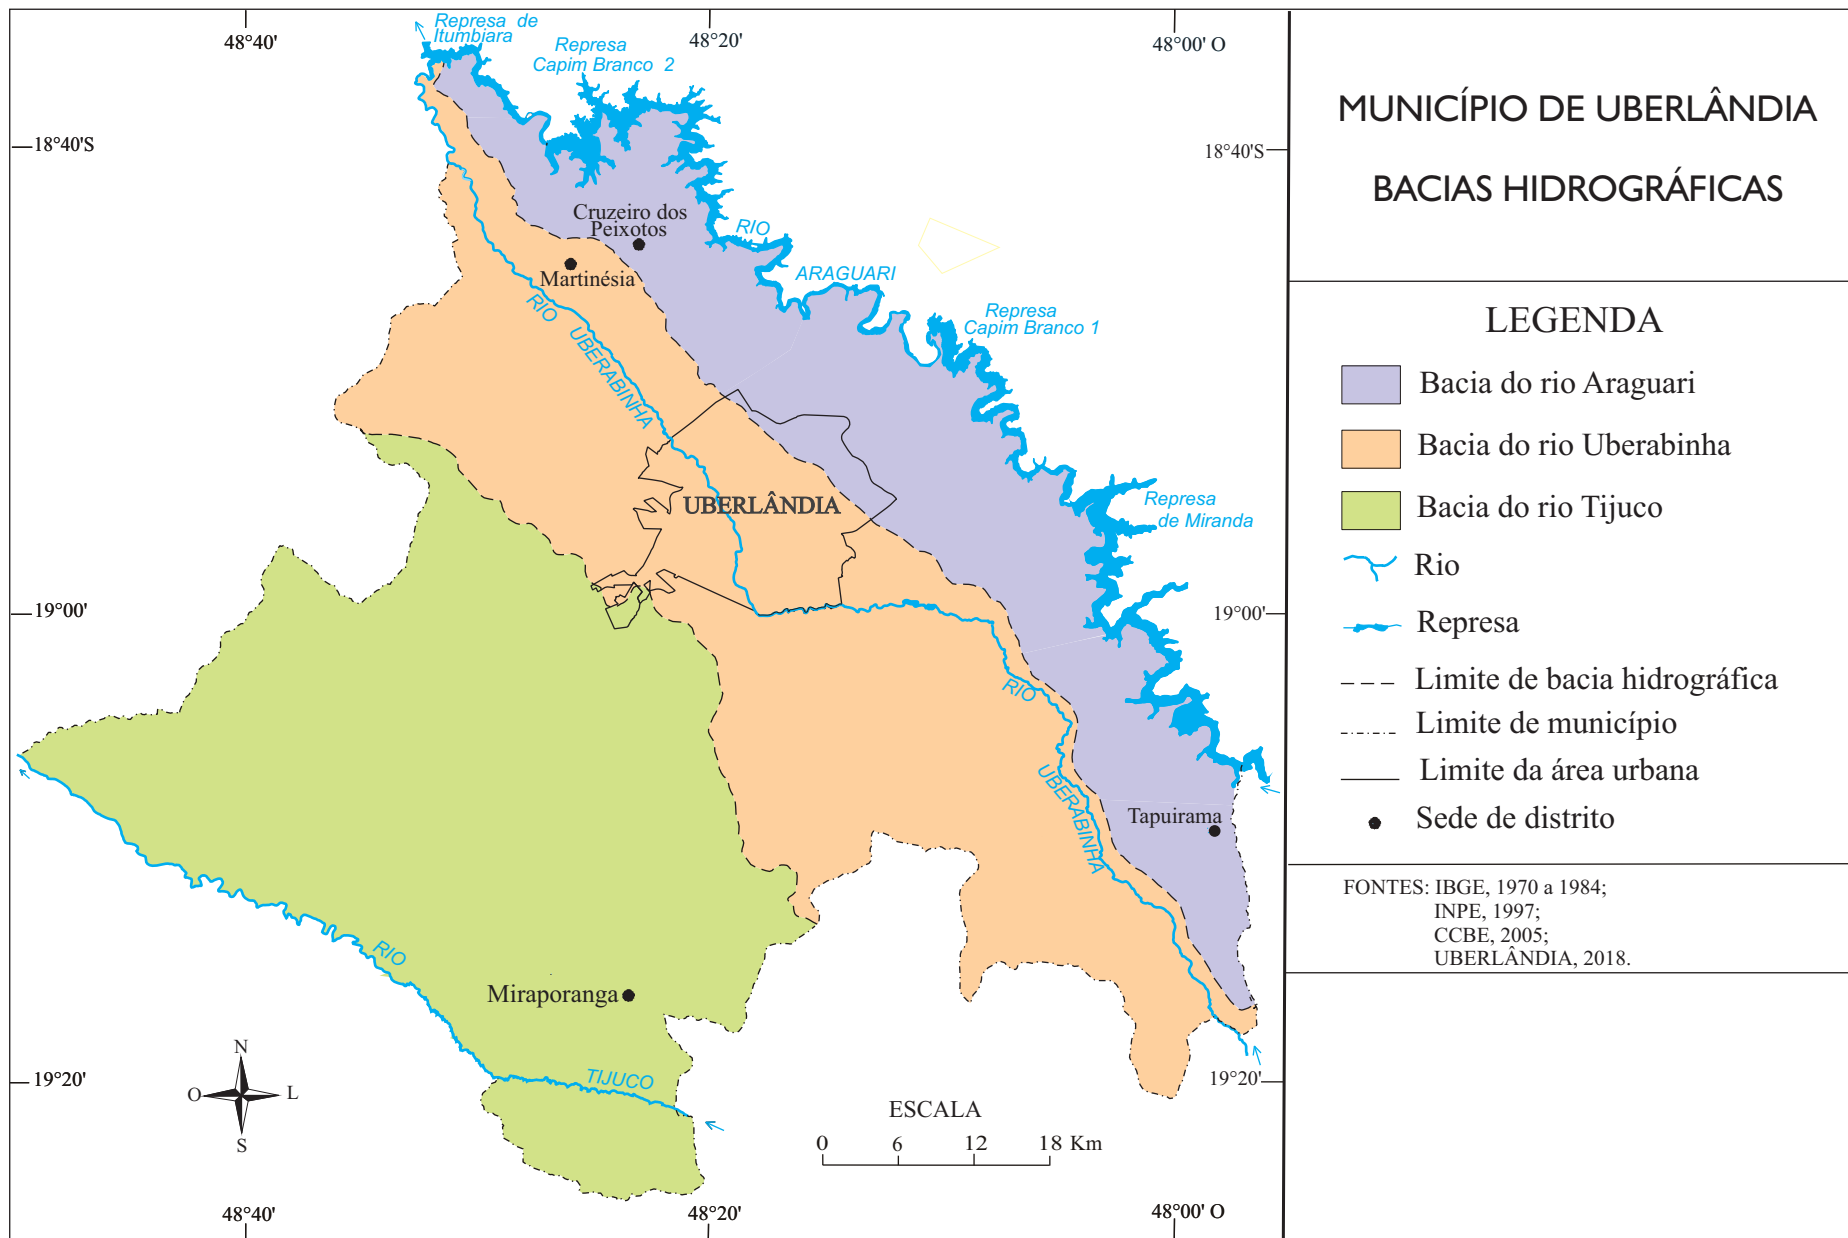 MUNICÍPIO DE UBERLÂNDIA
BACIAS HIDROGRÁFICAS
48°40'
48°20'
48°00' O
Represa de
Itumbiara
Represa
Capim Branco 2
18°40'S
18°40'S
Cruzeiro dos
Peixotos
Martinésia
RIO
ARAGUARI
RIO UBERABINHA
Represa
Capim Branco 1
UBERLÂNDIA
Represa
de Miranda
19°00'
19°00'
RIO
UBERABINHA
Tapuirama
RIO
Miraporanga
TIJUCO
19°20'
19°20'
N
O
L
S
ESCALA
0 6 12 18 Km
48°40'
48°20'
48°00' O
LEGENDA
Bacia do rio Araguari
Bacia do rio Uberabinha
Bacia do rio Tijuco
Rio
Represa
Limite de bacia hidrográfica
Limite de município
Limite da área urbana
Sede de distrito
FONTES: IBGE, 1970 a 1984;
INPE, 1997;
CCBE, 2005;
UBERLÂNDIA, 2018.